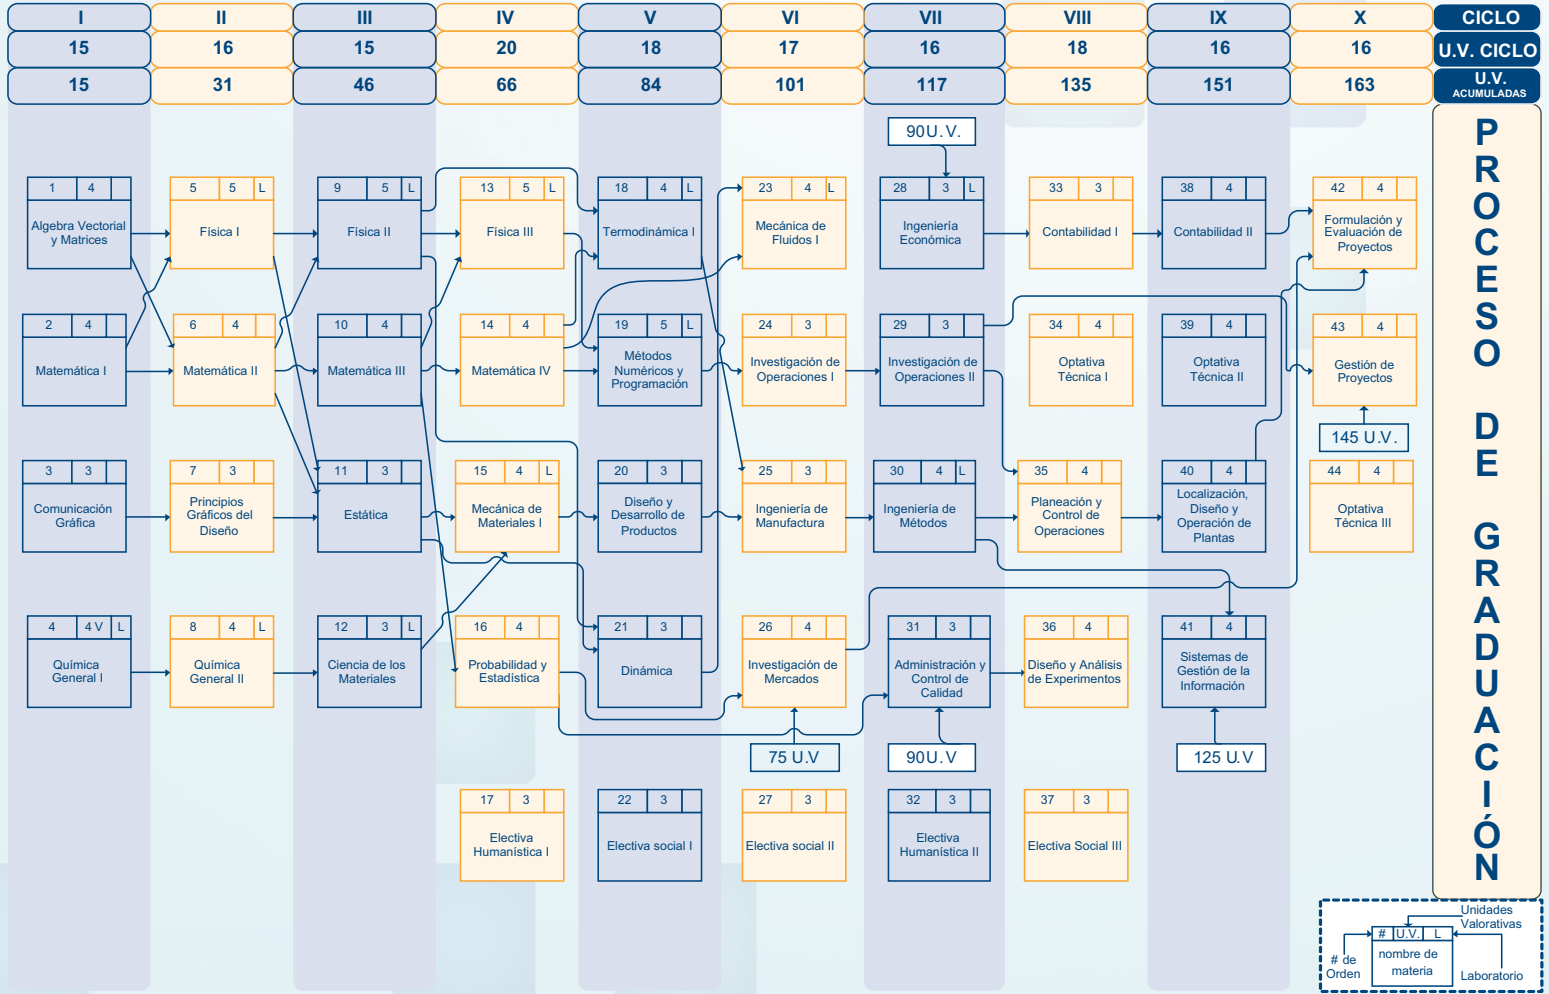 I II III IV V VI VII VIII IX X CICLO
15 16 15 20 18 17 16 18 16 16 U.V. CICLO
15 31 46 66 84 101 117 135 151 163 U.V. ACUMULADAS
90U.V.
1 4
Algebra Vectorial
y Matrices
5 5 L
Física I
9 5 L
Física II
13 5 L
Física III
18 4 L
Termodinámica I
23 4 L
Mecánica de
Fluidos I
28 3 L
Ingeniería
Económica
33 3
Contabilidad I
38 4
Contabilidad II
42 4
Formulación y
Evaluación de
Proyectos
2 4
Matemática I
6 4
Matemática II
10 4
Matemática III
14 4
Matemática IV
19 5 L
Métodos
Numéricos y
Programación
24 3
Investigación de
Operaciones I
29 3
Investigación de
Operaciones II
34 4
Optativa
Técnica I
39 4
Optativa
Técnica II
43 4
Gestión de
Proyectos
145 U.V.
3 3
Comunicación
Gráfica
7 3
Principios
Gráficos del
Diseño
11 3
Estática
15 4 L
Mecánica de
Materiales I
20 3
Diseño y
Desarrollo de
Productos
25 3
Ingeniería de
Manufactura
30 4 L
Ingeniería de
Métodos
35 4
Planeación y
Control de
Operaciones
40 4
Localización,
Diseño y
Operación de
Plantas
44 4
Optativa
Técnica III
4 4 V L
Química
General I
8 4 L
Química
General II
12 3 L
Ciencia de los
Materiales
16 4
Probabilidad y
Estadística
21 3
Dinámica
26 4
Investigación de
Mercados
31 3
Administración y
Control de
Calidad
36 4
Diseño y Análisis
de Experimentos
41 4
Sistemas de
Gestión de la
Información
75 U.V
90U.V
125 U.V
17 3
Electiva
Humanística I
22 3
Electiva social I
27 3
Electiva social II
32 3
Electiva
Humanística II
37 3
Electiva Social III
PROCESO
DE
GRADUACIÓN
Unidades
Valorativas
# U.V. L
nombre de
materia
# de
Orden
Laboratorio